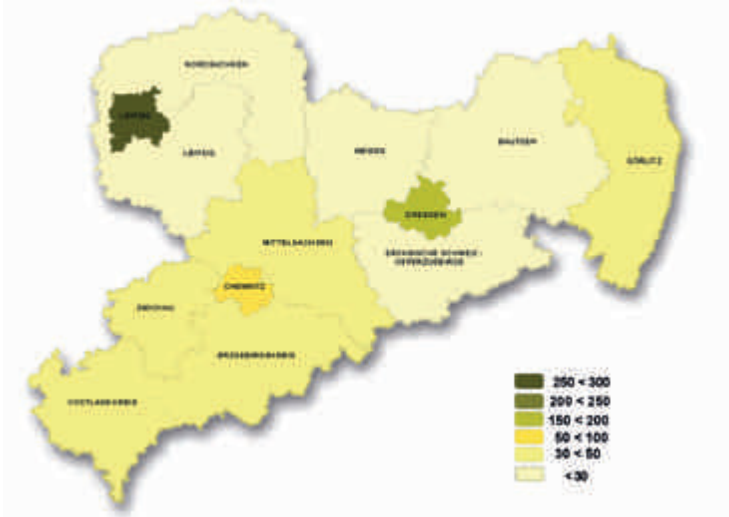 NORDSACHSEN
LEIPZIG
LEIPZIG
MEISSEN
BAUTZEN
GÖRLITZ
DRESDEN
MITTELSACHSEN
SÄCHSISCHE SCHWEIZ -
OSTERZGEBIRGE
CHEMNITZ
ZWICKAU
ERZGEBIRGSKREIS
VOGTLANDKREIS
250 < 300
200 < 250
150 < 200
50 < 100
30 < 50
<30